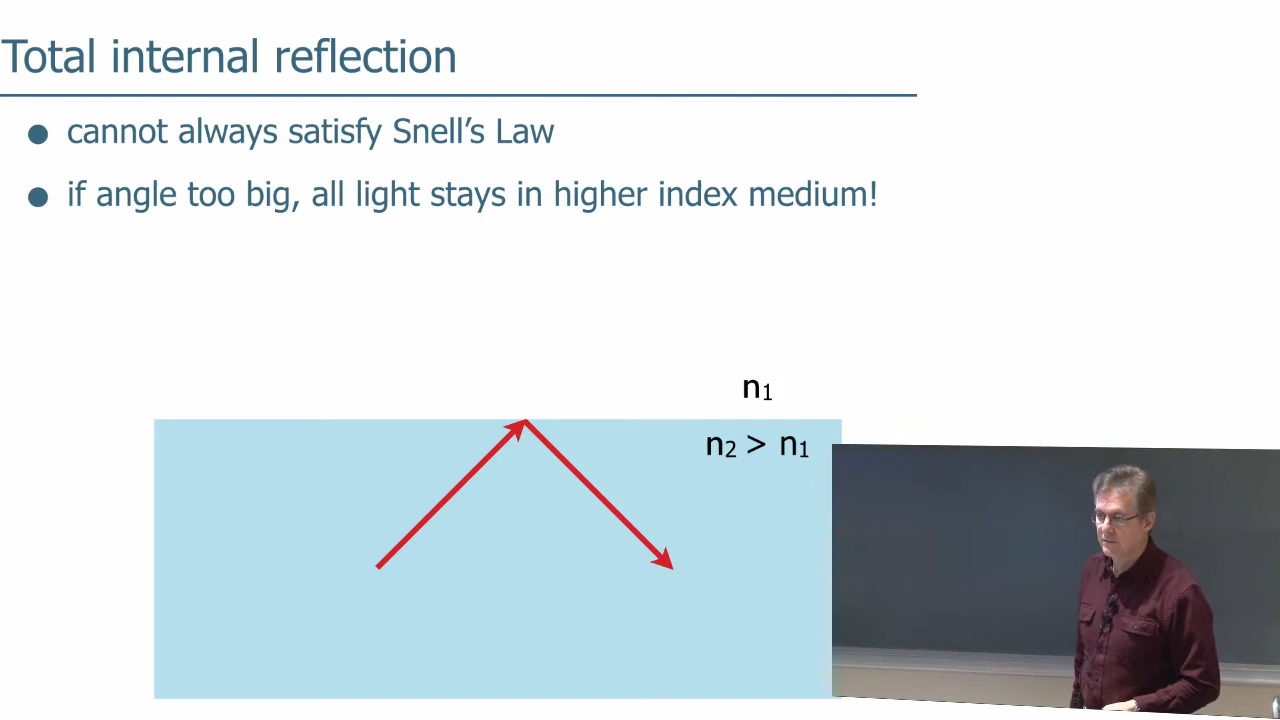 Total internal reflection
● cannot always satisfy Snell’s Law
● if angle too big, all light stays in higher index medium!
n₁
n₂ > n₁